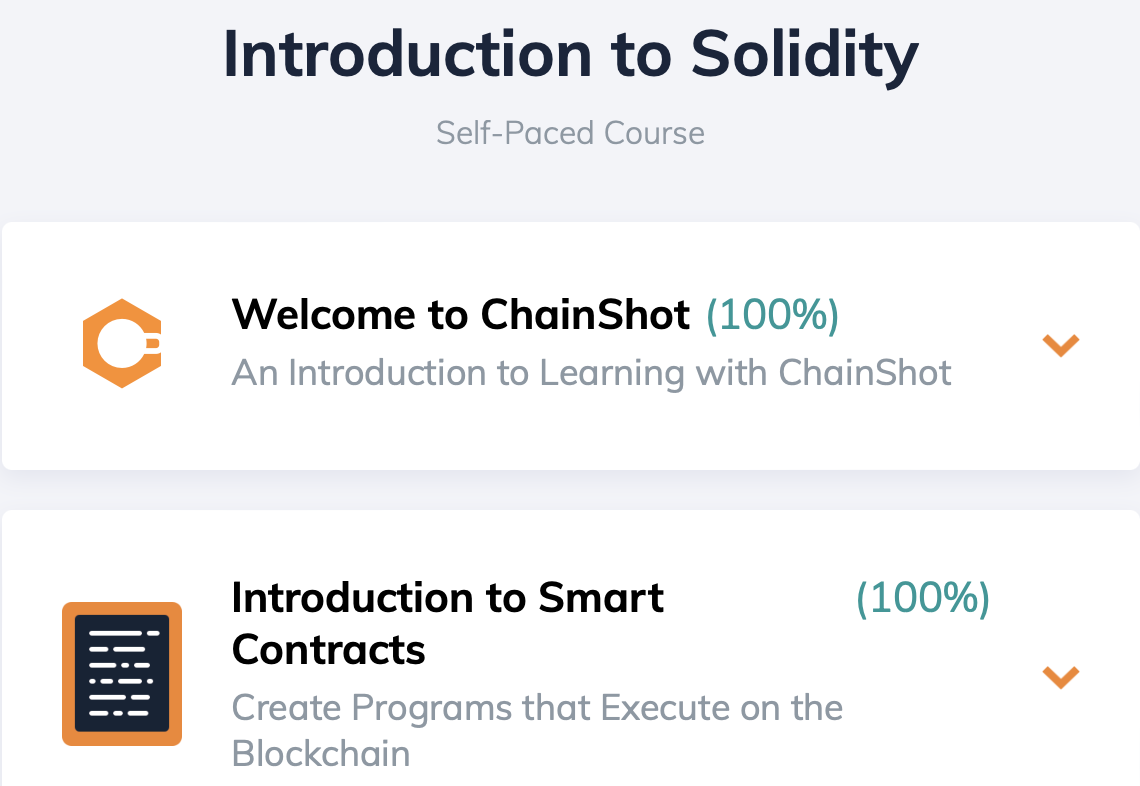 Introduction to Solidity
Self-Paced Course
Welcome to ChainShot (100%)
An Introduction to Learning with ChainShot
Introduction to Smart (100%)
Contracts
Create Programs that Execute on the
Blockchain